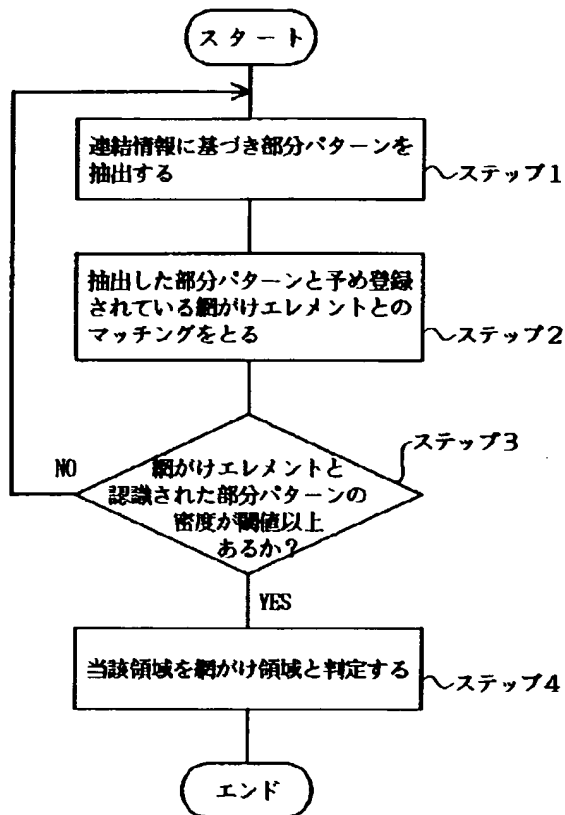 スタート
連結情報に基づき部分パターンを
抽出する
ステップ1
抽出した部分パターンと予め登録
されている網がけエレメントとの
マッチングをとる
ステップ2
ステップ3
NO
網がけエレメントと
認識された部分パターンの
密度が閾値以上
あるか?
YES
当該領域を網がけ領域と判定する
ステップ4
エンド